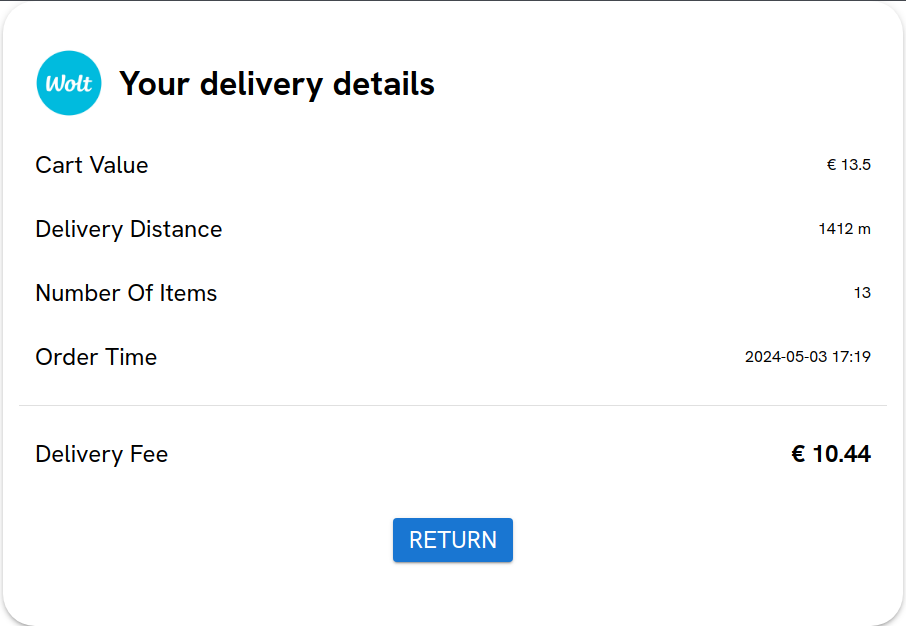 Wolt
Your delivery details
Cart Value € 13.5
Delivery Distance 1412 m
Number Of Items 13
Order Time 2024-05-03 17:19
Delivery Fee € 10.44
RETURN